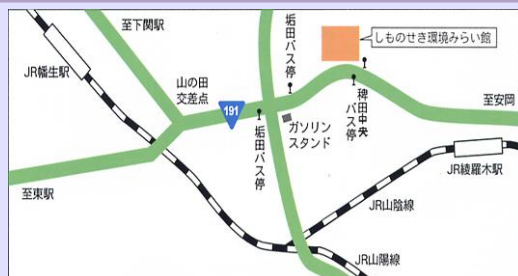 至下関駅
JR幡生駅
山の田
交差点
191
垢田バス停
垢田バス停
ガソリン
スタンド
しものせき環境みらい館
稗田中央
バス停
至安岡
JR綾羅木駅
JR山陰線
JR山陽線
至東駅